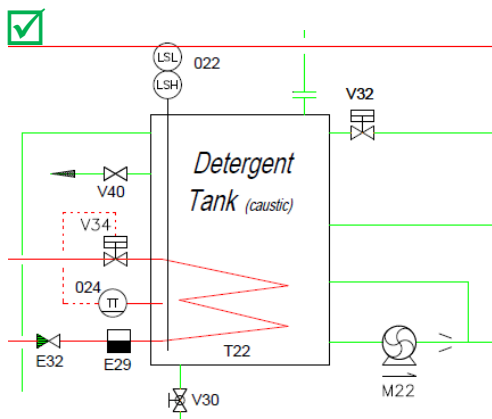 LSL
022
LSH
V32
Detergent
Tank (caustic)
V40
V34
024
TT
E32
E29
T22
V30
M22